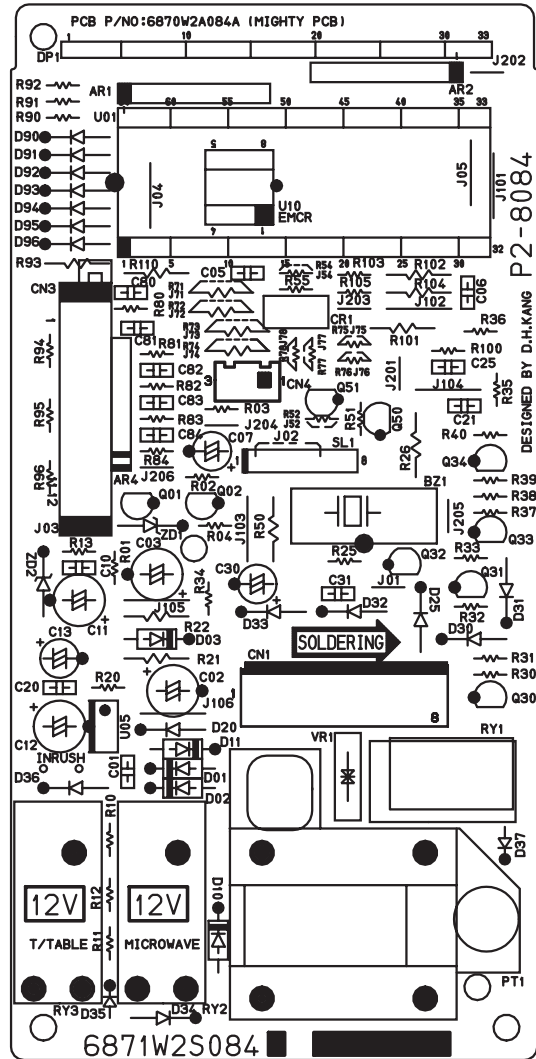 PCB P/NO:6870W2A084A (MIGHTY PCB)
1 10 20 30 33
DP1
J202
R92
AR1
AR2
R91
R90
U01
60 55 50 45 40 35 33
D90
D91
D92
D93
D94
D95
D96
J04
5 8
U10
EMCR
4 1
J05
J101
P2-8084
32
R93
R110
1 5 10 15 20 25 30
C05
R54
J54
R55
R103
R105
J203
R102
R104
J102
C06
CN3
C80
R80
R71
J71
R72
J72
R73
J73
R74
J74
CR1
R75 J75
R76 J76
R78 J78
J77
R77
R101
R36
C81
R81
C82
R82
C83
R83
C84
R84
J206
R94
R95
R96
J03
AR4
3 1
CN4
R03
J204
C07
R52
J52
Q51
R51
Q50
J201
R100
C25
J104
R35
C21
R40
R26
Q34
DESIGNED BY D.H.KANG
J02
SL1
8
R02
Q01
Q02
ZD1
R04
J103
R50
BZ1
J205
R39
R38
R37
Q33
ZD2
R13
C10
R01
C03
R34
C30
R25
Q32
J01
C31
R33
Q31
R32
D31
C11
J105
D33
D32
D25
D30
C13
R22
D03
SOLDERING
R21
C20
R20
C02
J106
CN1
1
8
R31
R30
Q30
C12
U05
D20
INRUSH
D11
D36
C01
D01
D02
VR1
RY1
R10
R12
R11
12V
T/TABLE
12V
MICROWAVE
D10
D37
PT1
RY3
D35
D34
RY2
6871W2S084